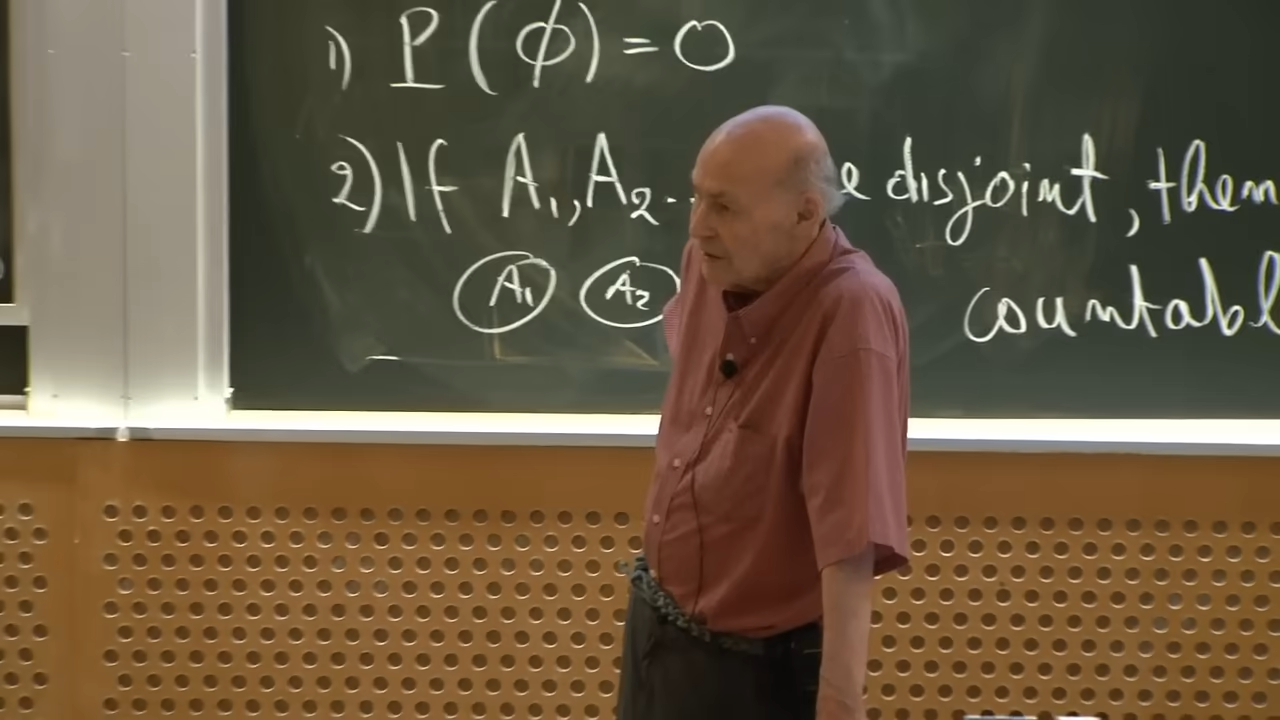 1) P(ϕ) = 0
2) If A₁, A₂.. e disjoint, then
A₁ A₂ countabl